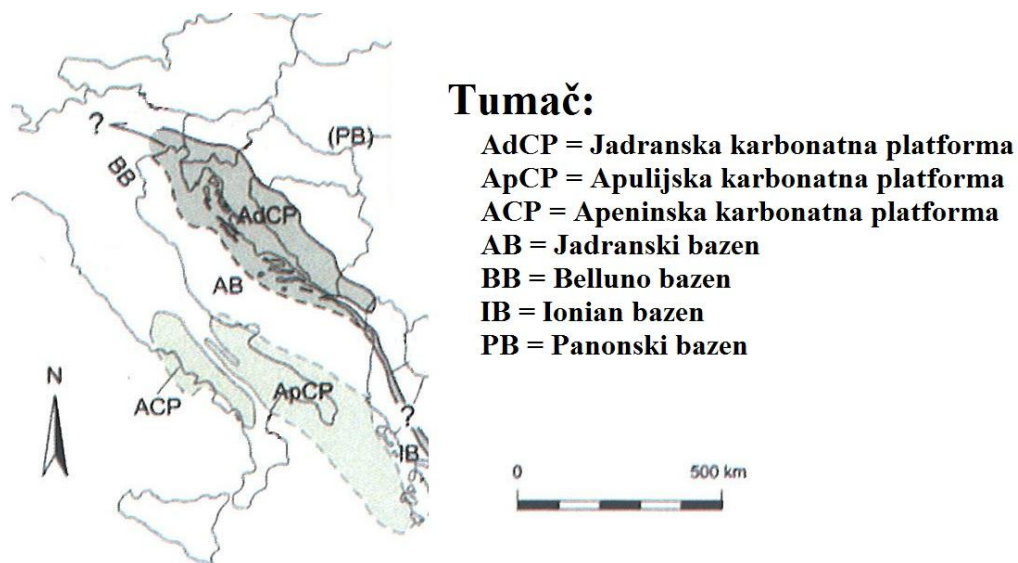 ?
(PB)
BB
AdCP
AB
N
ACP
ApCP
?
IB
Tumač:
AdCP = Jadranska karbonatna platforma
ApCP = Apulijska karbonatna platforma
ACP = Apeninska karbonatna platforma
AB = Jadranski bazen
BB = Belluno bazen
IB = Ionian bazen
PB = Panonski bazen
0 500 km